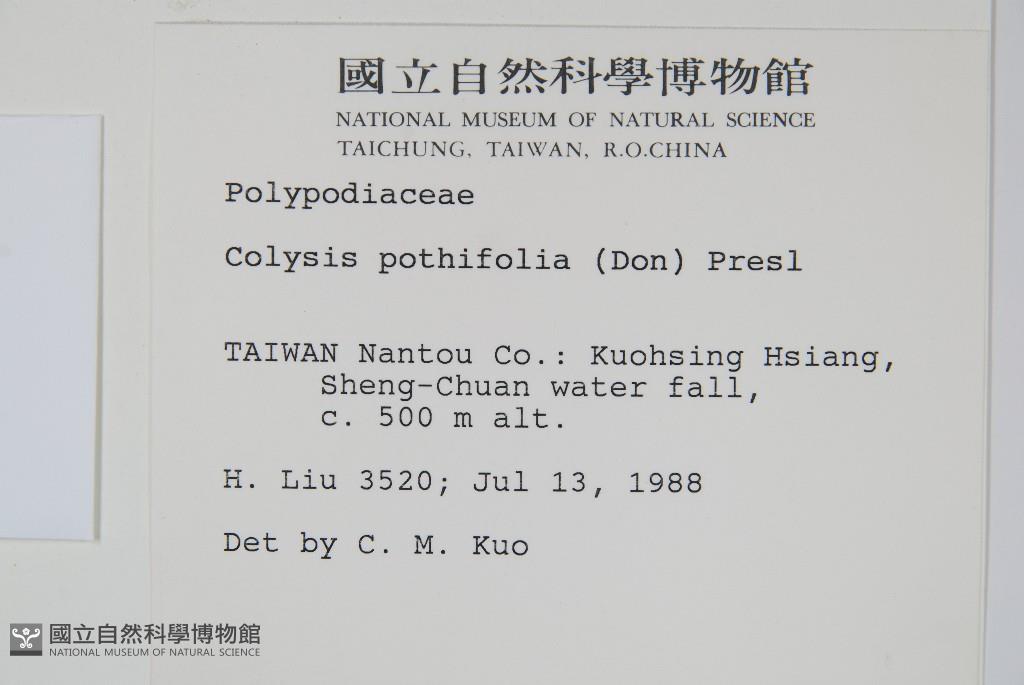 國立自然科學博物館
NATIONAL MUSEUM OF NATURAL SCIENCE
TAICHUNG, TAIWAN, R.O.CHINA
Polypodiaceae
Colysis pothifolia (Don) Presl
TAIWAN Nantou Co.: Kuohsing Hsiang,
Sheng-Chuan water fall,
c. 500 m alt.
H. Liu 3520; Jul 13, 1988
Det by C. M. Kuo
國立自然科學博物館
NATIONAL MUSEUM OF NATURAL SCIENCE